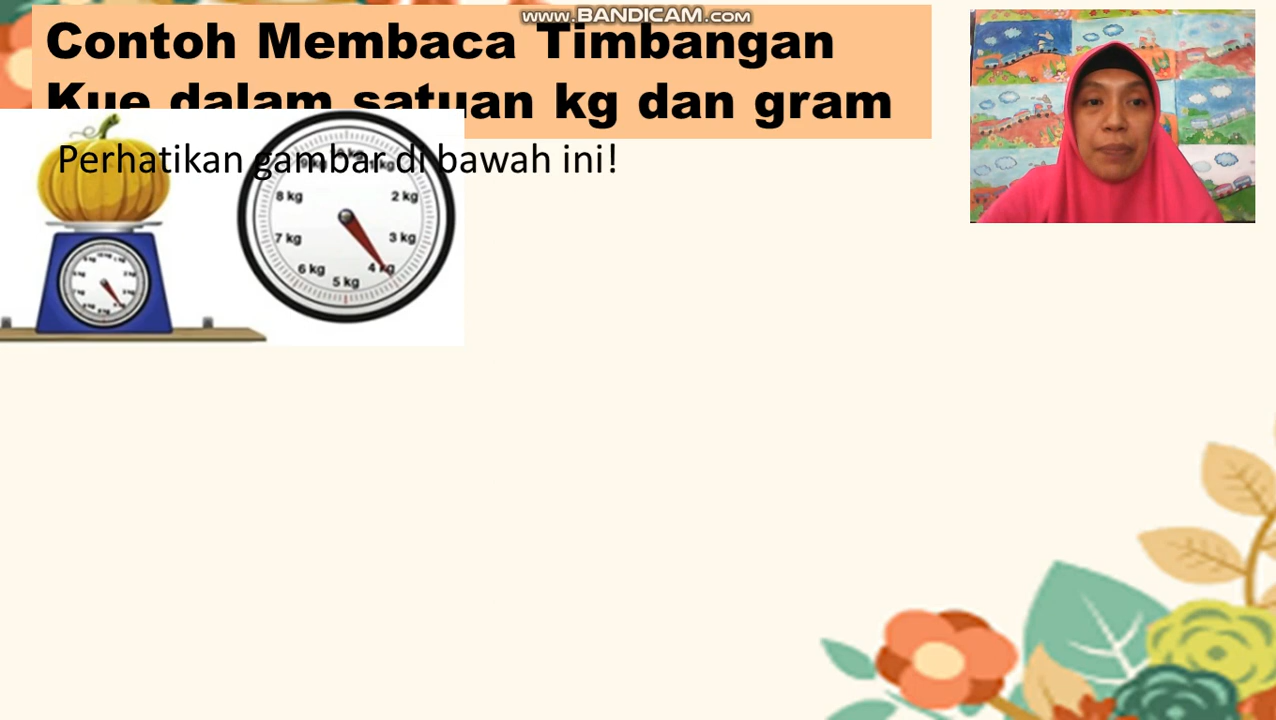 www.BANDICAM.com
Contoh Membaca Timbangan
Kue dalam satuan kg dan gram
Perhatikan gambar di bawah ini!
8 kg
2 kg
7 kg
3 kg
6 kg
4 kg
5 kg